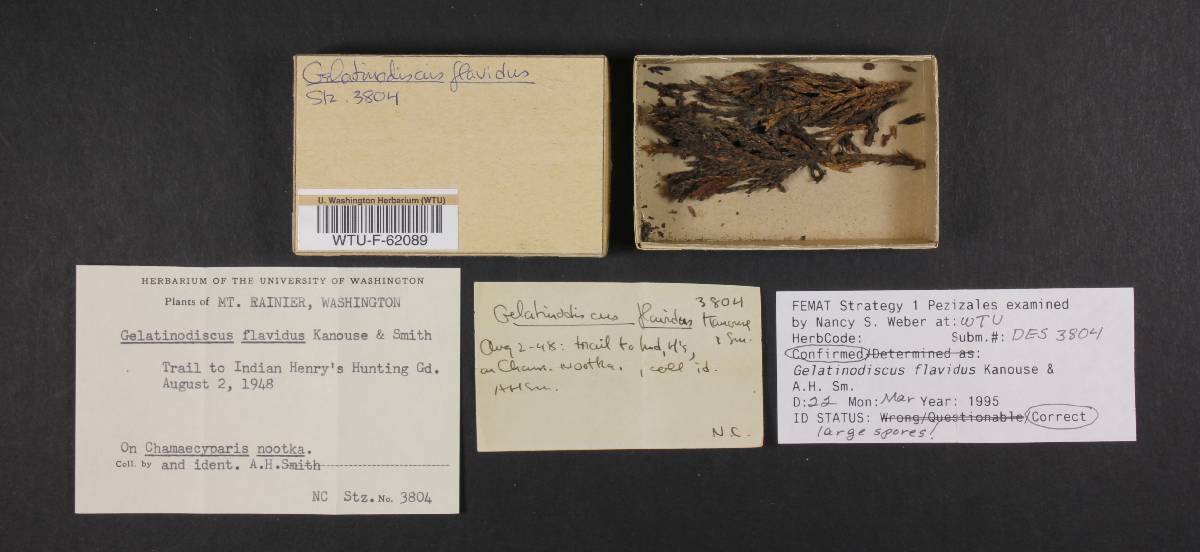 Gelatinodiscus flavidus
Stz. 3804
U. Washington Herbarium (WTU)
WTU-F-62089
HERBARIUM OF THE UNIVERSITY OF WASHINGTON
Plants of MT. RAINIER, WASHINGTON
Gelatinodiscus flavidus Kanouse & Smith
Trail to Indian Henry's Hunting Gd.
August 2, 1948
On Chamaecyparis nootka.
Coll. by and ident. A.H.Smith
NC Stz. No. 3804
3804
Gelatinodiscus flavidus Kanouse
& Sm.
Aug 2-48: trail to Ind. H's,
on Cham. nootka., coll id.
AHSm.
N C.
FEMAT Strategy 1 Pezizales examined
by Nancy S. Weber at: WTU
HerbCode: Subm.#: DES 3804
Confirmed/Determined as:
Gelatinodiscus flavidus Kanouse &
A.H. Sm.
D:22 Mon: Mar Year: 1995
ID STATUS: Wrong/Questionable/Correct
large spores!